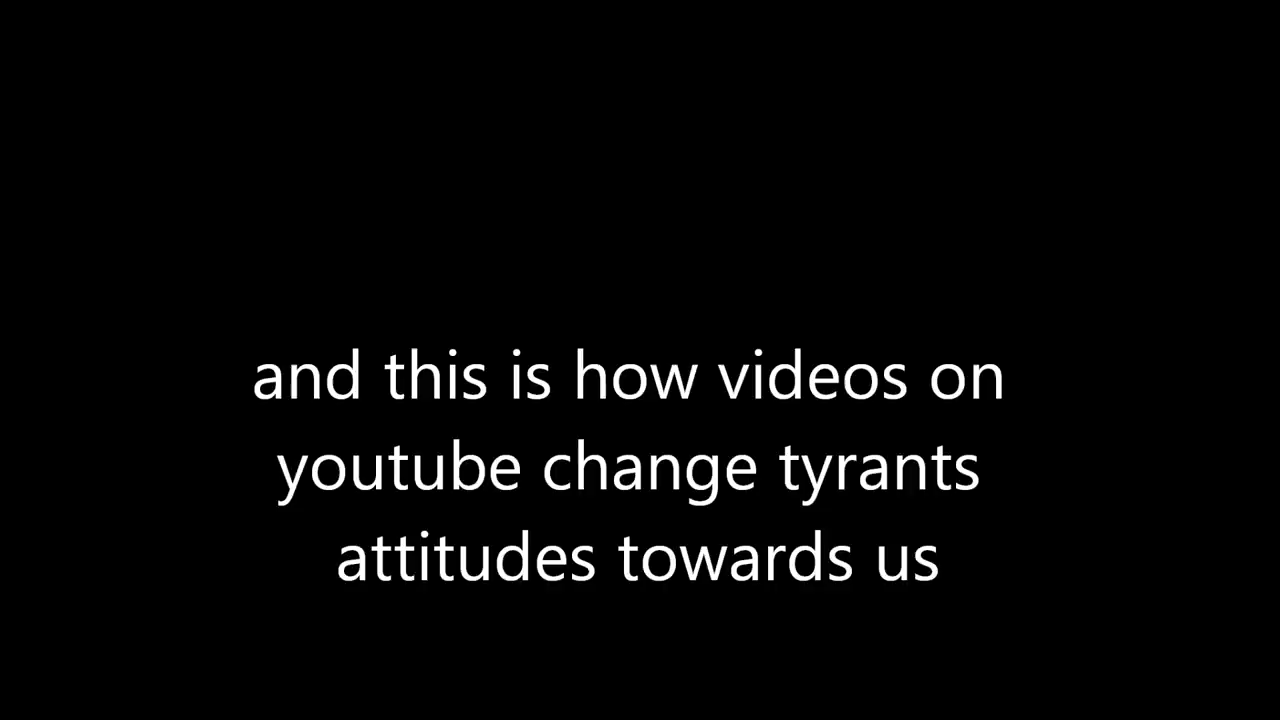 and this is how videos on
youtube change tyrants
attitudes towards us